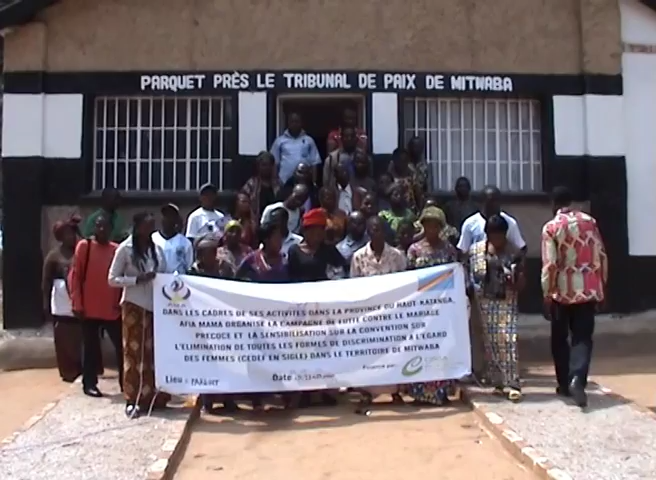 PARQUET PRÈS LE TRIBUNAL DE PAIX DE MITWABA
DANS LES CADRES DE SES ACTIVITES DANS LA PROVINCE DU HAUT KATANGA,
AFIA MAMA ORGANISE LA CAMPAGNE DE LUTTE CONTRE LE MARIAGE
PRECOCE ET LA SENSIBILISATION SUR LA CONVENTION SUR
L'ELIMINATION DE TOUTES LES FORMES DE DISCRIMINATION A L'EGARD
DES FEMMES (CEDEF EN SIGLE) DANS LE TERRITOIRE DE MITWABA
Lieu : PARQUET
Date :